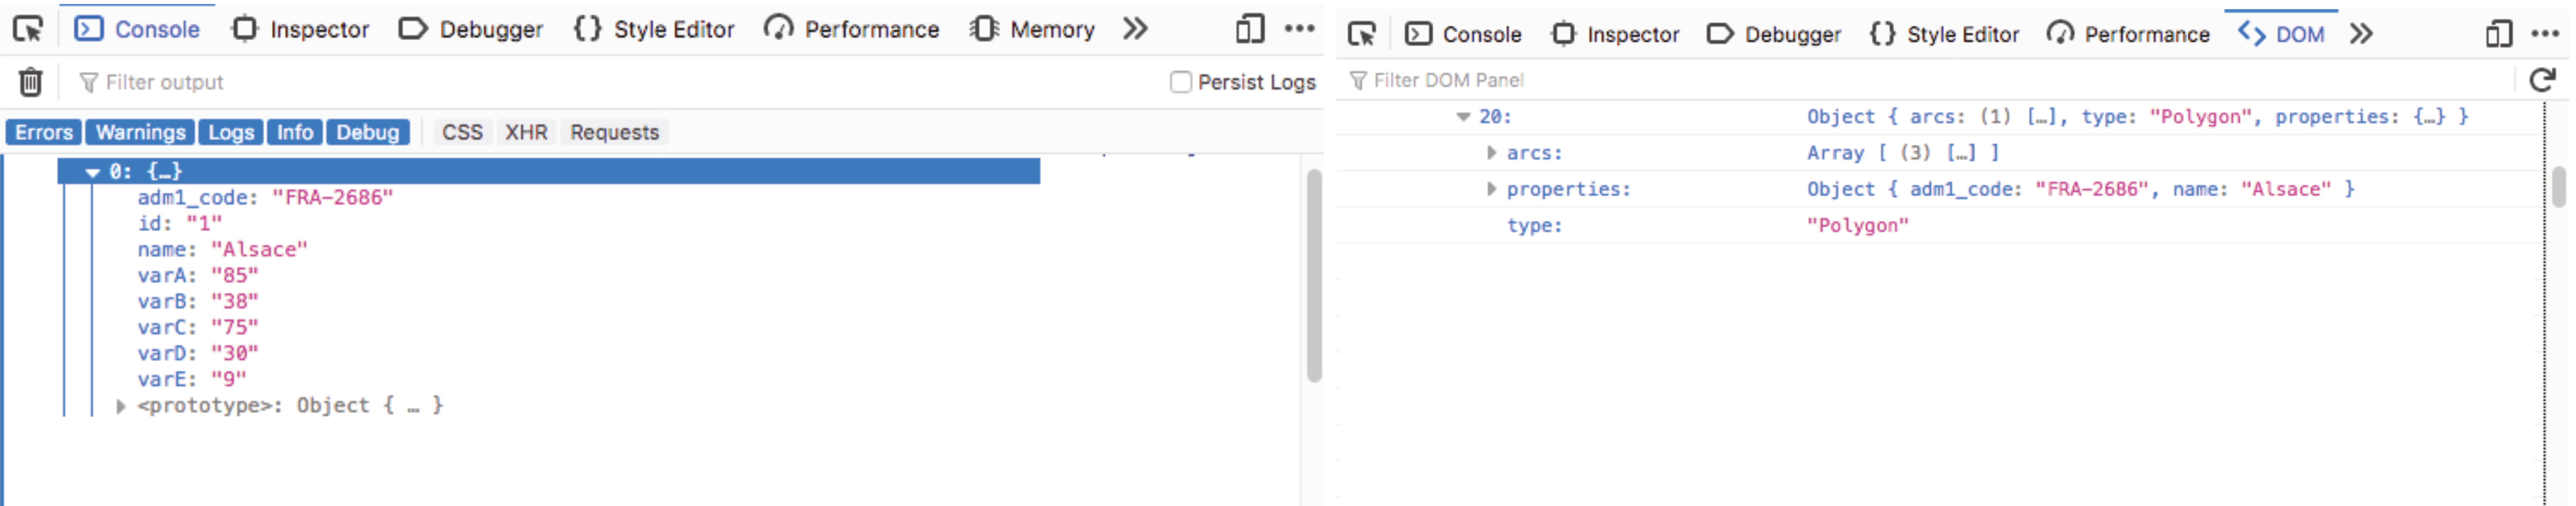 Console Inspector Debugger {} Style Editor Performance Memory
Filter output Persist Logs
Errors Warnings Logs Info Debug CSS XHR Requests
0: {…}
adm1_code: "FRA-2686"
id: "1"
name: "Alsace"
varA: "85"
varB: "38"
varC: "75"
varD: "30"
varE: "9"
<prototype>: Object { … }
Console Inspector Debugger {} Style Editor Performance DOM
Filter DOM Panel
20: Object { arcs: (1) […], type: "Polygon", properties: {…} }
arcs: Array [ (3) […] ]
properties: Object { adm1_code: "FRA-2686", name: "Alsace" }
type: "Polygon"